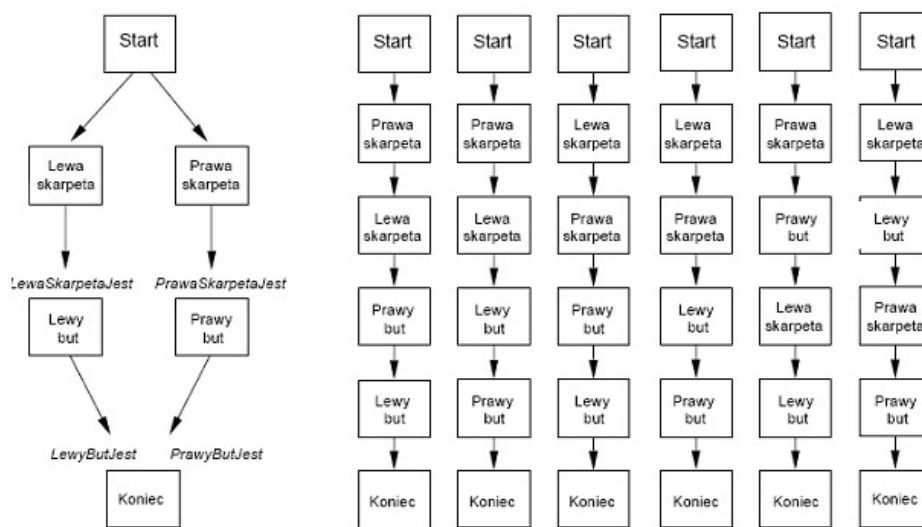 Start
Lewa
skarpeta
Prawa
skarpeta
LewaSkarpetaJest
PrawaSkarpetaJest
Lewy
but
Prawy
but
LewyButJest
PrawyButJest
Koniec
Start
Prawa
skarpeta
Lewa
skarpeta
Prawy
but
Lewy
but
Koniec
Start
Prawa
skarpeta
Lewa
skarpeta
Lewy
but
Prawy
but
Koniec
Start
Lewa
skarpeta
Prawa
skarpeta
Prawy
but
Lewy
but
Koniec
Start
Lewa
skarpeta
Prawa
skarpeta
Lewy
but
Prawy
but
Koniec
Start
Prawa
skarpeta
Prawy
but
Lewa
skarpeta
Lewy
but
Koniec
Start
Lewa
skarpeta
Lewy
but
Prawa
skarpeta
Prawy
but
Koniec